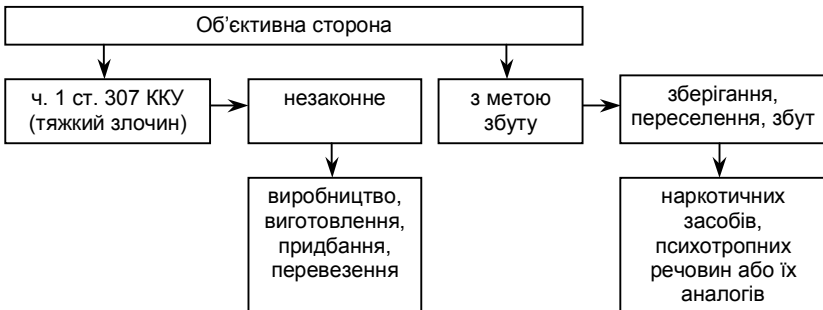 Об’єктивна сторона
ч. 1 ст. 307 ККУ
(тяжкий злочин)
незаконне
з метою
збуту
зберігання,
переселення, збут
виробництво,
виготовлення,
придбання,
перевезення
наркотичних
засобів,
психотропних
речовин або їх
аналогів